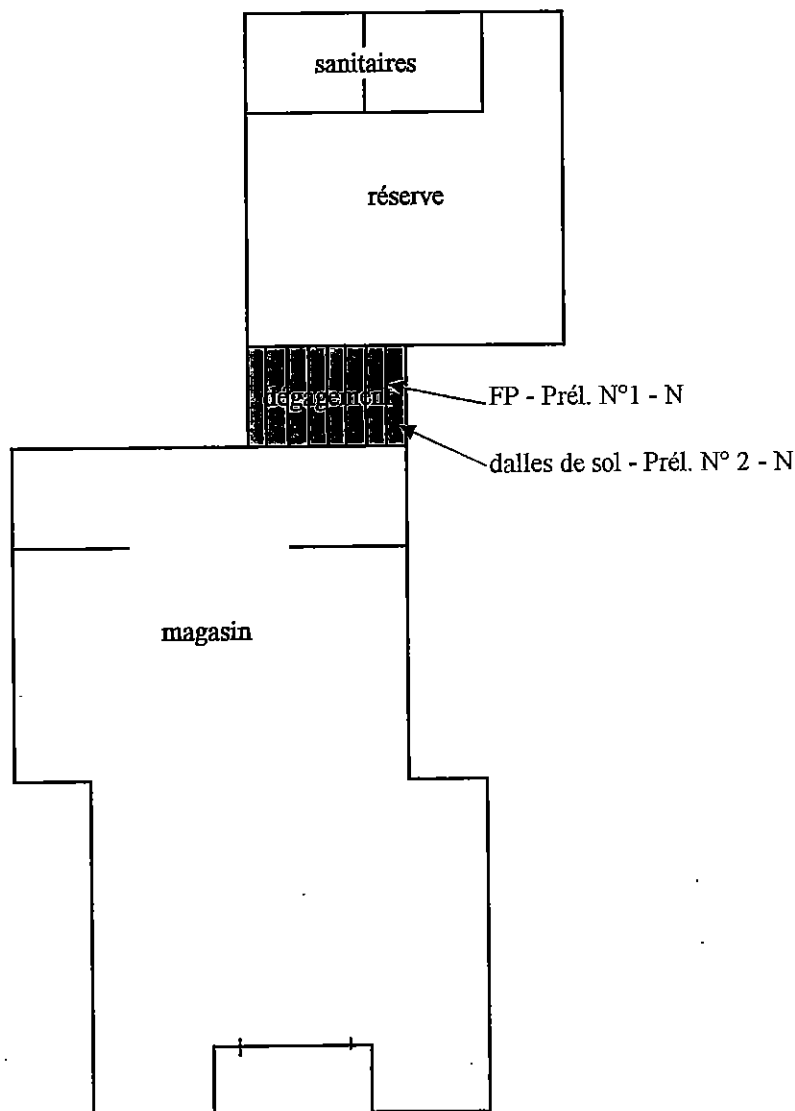 sanitaires
réserve
dégagement
FP - Prél. N°1 - N
dalles de sol - Prél. N° 2 - N
magasin